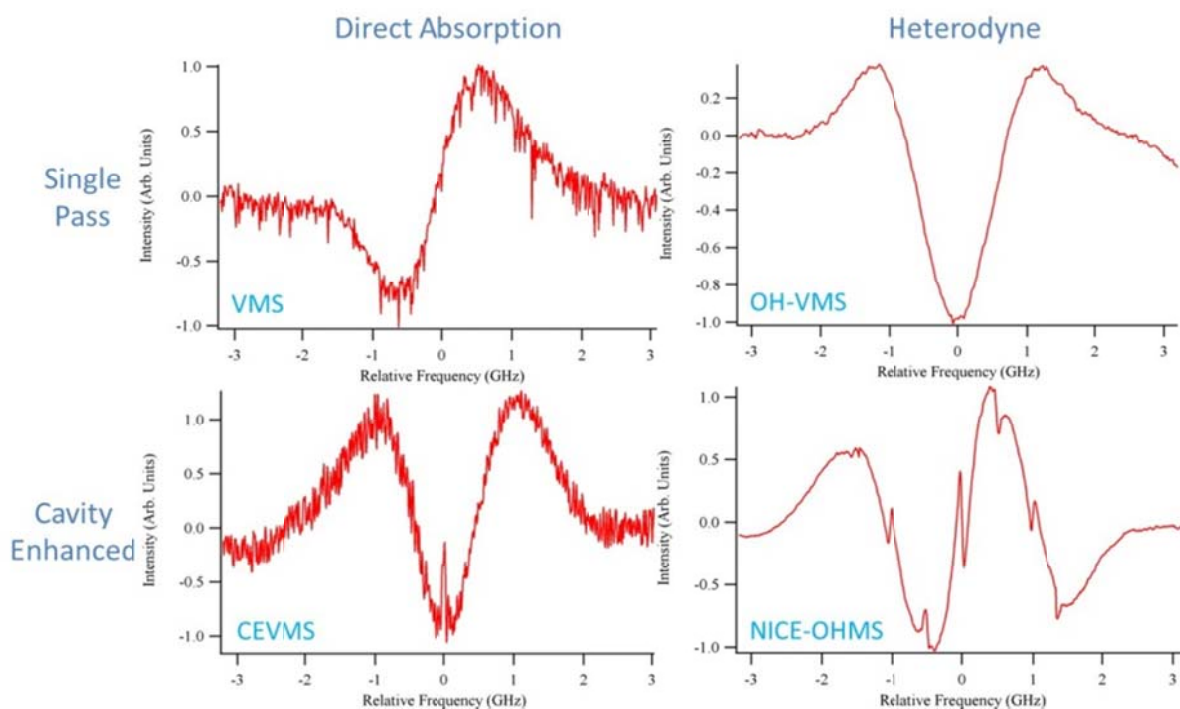 Direct Absorption
Heterodyne
Single
Pass
Intensity (Arb. Units)
1.0
0.5
0.0
-0.5
-1.0
VMS
-3 -2 -1 0 1 2 3
Relative Frequency (GHz)
Intensity (Arb. Units)
0.2
0.0
-0.2
-0.4
-0.6
-0.8
-1.0
OH-VMS
-3 -2 -1 0 1 2 3
Relative Frequency (GHz)
Cavity
Enhanced
Intensity (Arb. Units)
1.0
0.5
0.0
-0.5
-1.0
CEVMS
-3 -2 -1 0 1 2 3
Relative Frequency (GHz)
Intensity (Arb. Units)
1.0
0.5
0.0
-0.5
-1.0
NICE-OHMS
-3 -2 -1 0 1 2 3
Relative Frequency (GHz)